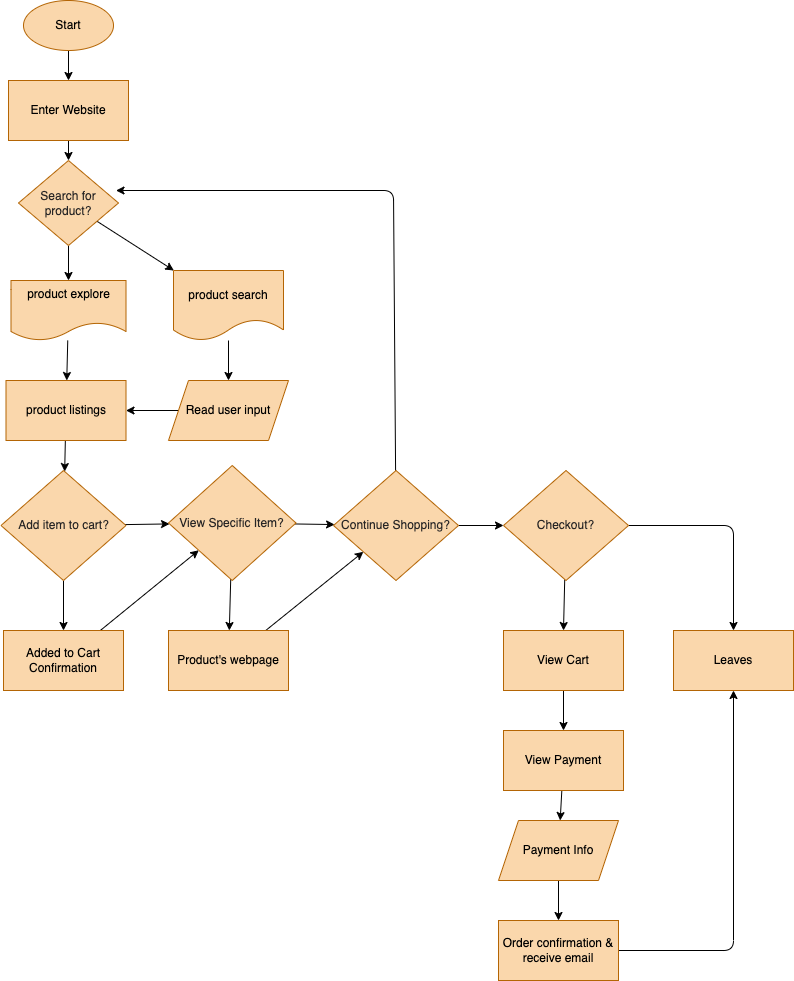 Start
Enter Website
Search for
product?
product explore
product search
product listings
Read user input
Add item to cart?
View Specific Item?
Continue Shopping?
Checkout?
Added to Cart
Confirmation
Product's webpage
View Cart
Leaves
View Payment
Payment Info
Order confirmation &
receive email